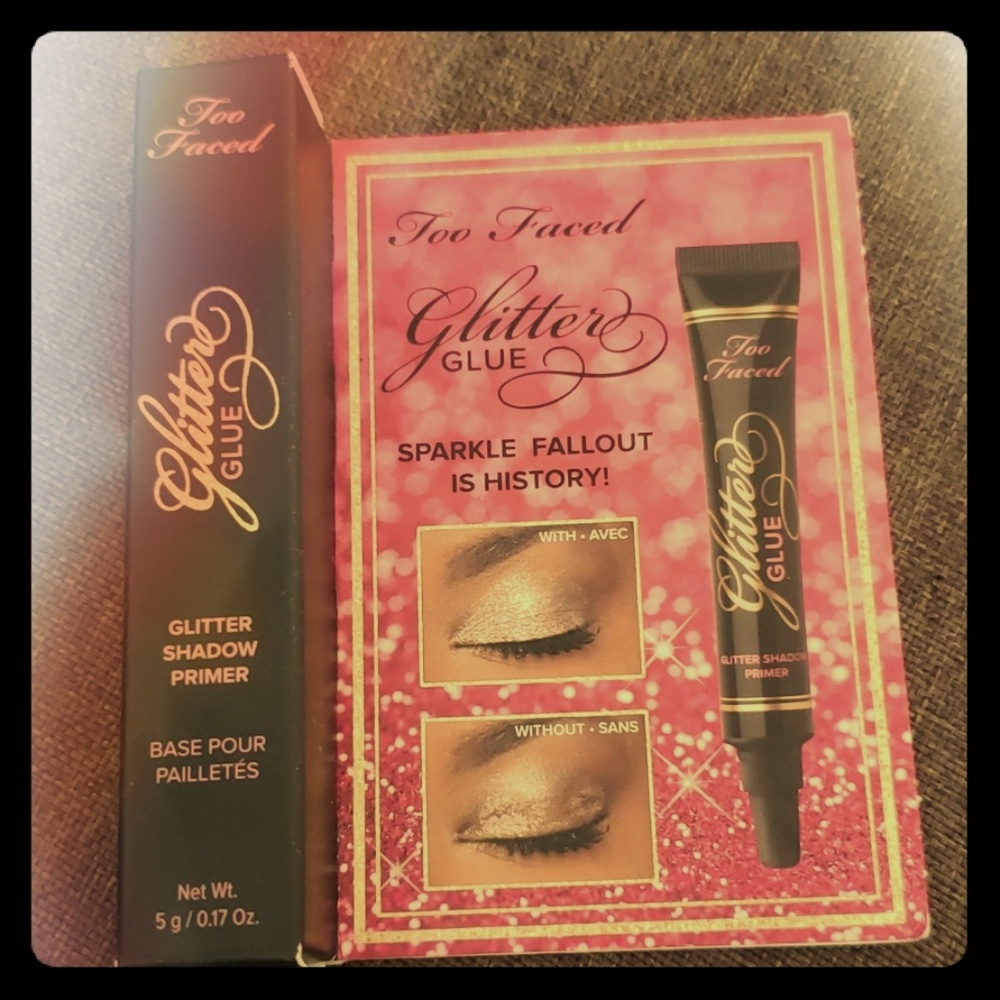 Too
Faced
Glitter
GLUE
GLITTER
SHADOW
PRIMER
BASE POUR
PAILLETÉS
Net Wt.
5 g / 0.17 Oz.
Too Faced
Glitter
GLUE
SPARKLE FALLOUT
IS HISTORY!
WITH • AVEC
WITHOUT • SANS
Too
Faced
Glitter
GLUE
GLITTER SHADOW
PRIMER